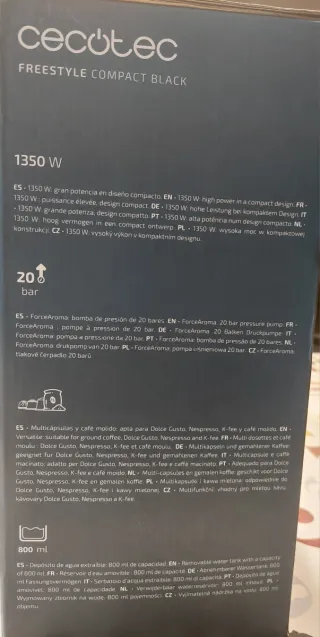 cecotec
FREESTYLE COMPACT BLACK
1350 W
ES - 1350 W: gran potencia en diseño compacto. EN - 1350 W: high power in a compact design. FR -
1350 W : puissance élevée, design compact. DE - 1350 W: hohe Leistung bei kompaktem Design. IT
- 1350 W: grande potenza, design compatto. PT - 1350 W: alta potência num design compacto. NL -
1350 W: hoog vermogen in een compact ontwerp. PL - 1350 W: wysoka moc w kompaktowej
konstrukcji. CZ - 1350 W: vysoký výkon v kompaktním designu.
20
bar
ES - ForceAroma: bomba de presión de 20 bares. EN - ForceAroma: 20 bar pressure pump. FR -
ForceAroma : pompe à pression de 20 bar. DE - ForceAroma: 20 Balken Druckpumpe. IT -
ForceAroma: pompa e pressione da 20 bar. PT - ForceAroma: bomba de pressão de 20 bares. NL -
ForceAroma: drukpomp van 20 bar. PL - ForceAroma: pompa ciśnieniowa 20 bar. CZ - ForceAroma:
tlakové čerpadlo 20 barů.
ES - Multicápsulas y café molido: apta para Dolce Gusto, Nespresso, K-fee y café molido. EN -
Versatile: suitable for ground coffee, Dolce Gusto, Nespresso and K-fee. FR - Multi-dosettes et café
moulu : Dolce Gusto, Nespresso, K-fee et café moulu. DE - Multikapseln und gemahlener Kaffee:
geeignet für Dolce Gusto, Nespresso, K-fee und gemahlenen Kaffee. IT - Multicapsule e caffè
macinato: adatto per Dolce Gusto, Nespresso, K-fee e caffè macinato. PT - Adequado para Dolce
Gusto, Nespresso, K-fee e café moído. NL - Multi-capsules en gemalen koffie: geschikt voor Dolce
Gusto, Nespresso, K-fee en gemalen koffie. PL - Multikapsułki i kawa mielona: odpowiednie do
Dolce Gusto, Nespresso, K-fee i kawy mielonej. CZ - Multifunkční: vhodný pro mletou kávu,
kávovary Dolce Gusto, Nespresso a K-fee.
800 ml
ES - Depósito de agua extraíble: 800 ml de capacidad. EN - Removable water tank with a capacity
of 800 ml. FR - Réservoir d'eau amovible : 800 ml de capacité. DE - Abnehmbarer Wassertank: 800
ml Fassungsvermögen. IT - Serbatoio d'acqua estraibile: 800 ml di capacità. PT - Depósito de água
amovível: 800 ml de capacidade. NL - Verwijderbaar waterreservoir: 800 ml inhoud. PL -
Wyjmowany zbiornik na wodę: 800 ml pojemności. CZ - Vyjímatelná nádržka na vodu: 800 ml
objemu.